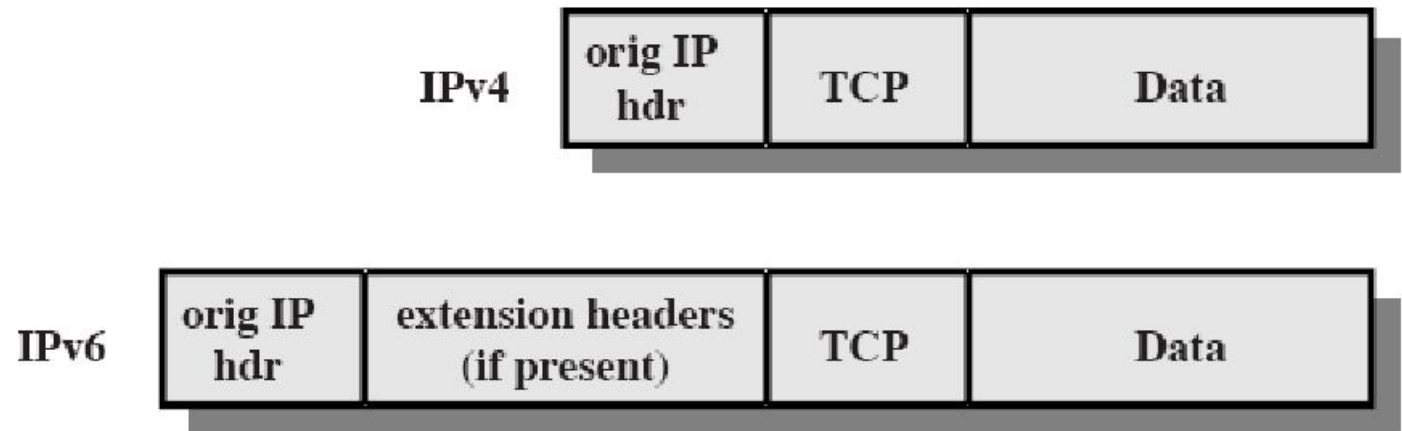 IPv4
orig IP
hdr
TCP
Data
IPv6
orig IP
hdr
extension headers
(if present)
TCP
Data